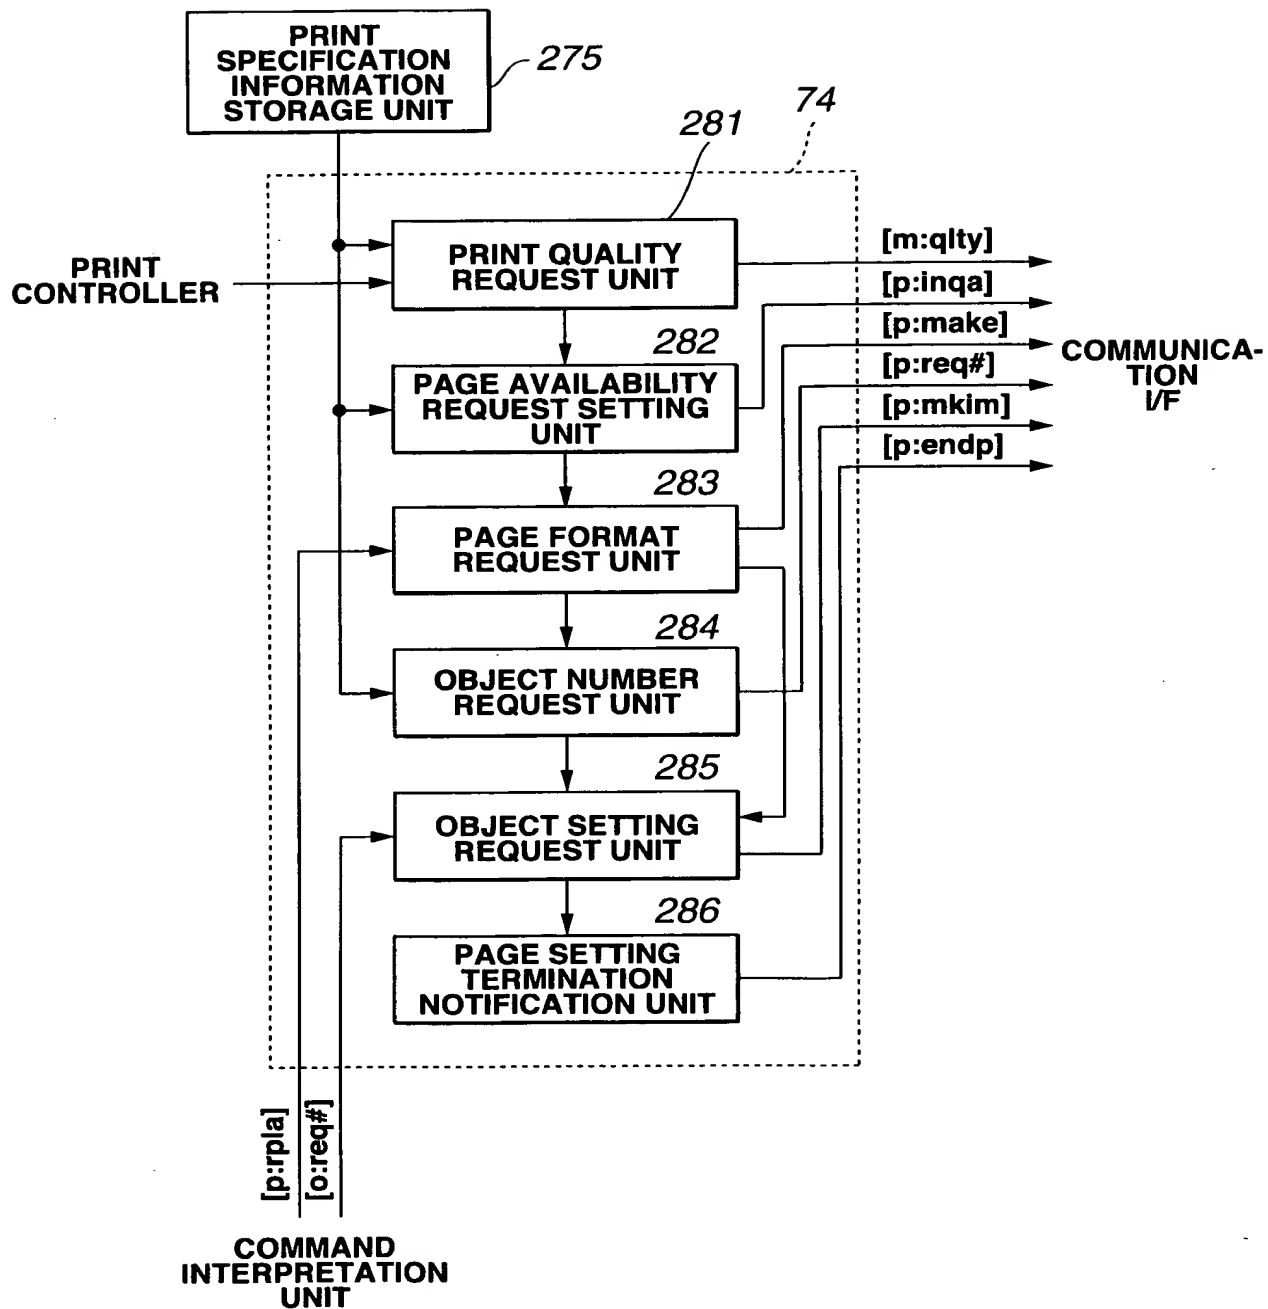 PRINT
SPECIFICATION
INFORMATION
STORAGE UNIT
275
74
281
PRINT QUALITY
REQUEST UNIT
PRINT
CONTROLLER
[m:qlty]
[p:inqa]
[p:make]
[p:req#]
[p:mkim]
[p:endp]
COMMUNICA-
TION
I/F
282
PAGE AVAILABILITY
REQUEST SETTING
UNIT
283
PAGE FORMAT
REQUEST UNIT
284
OBJECT NUMBER
REQUEST UNIT
285
OBJECT SETTING
REQUEST UNIT
286
PAGE SETTING
TERMINATION
NOTIFICATION UNIT
[p:rpla]
[o:req#]
COMMAND
INTERPRETATION
UNIT